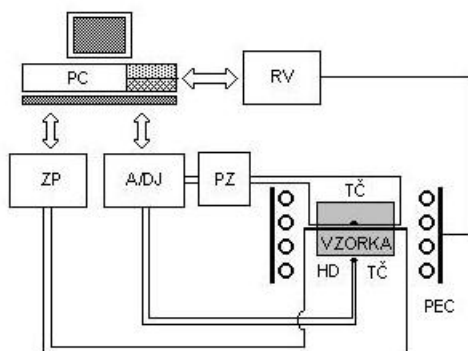 PC
RV
ZP
A/DJ
PZ
TČ
VZORKA
HD
TČ
PEC